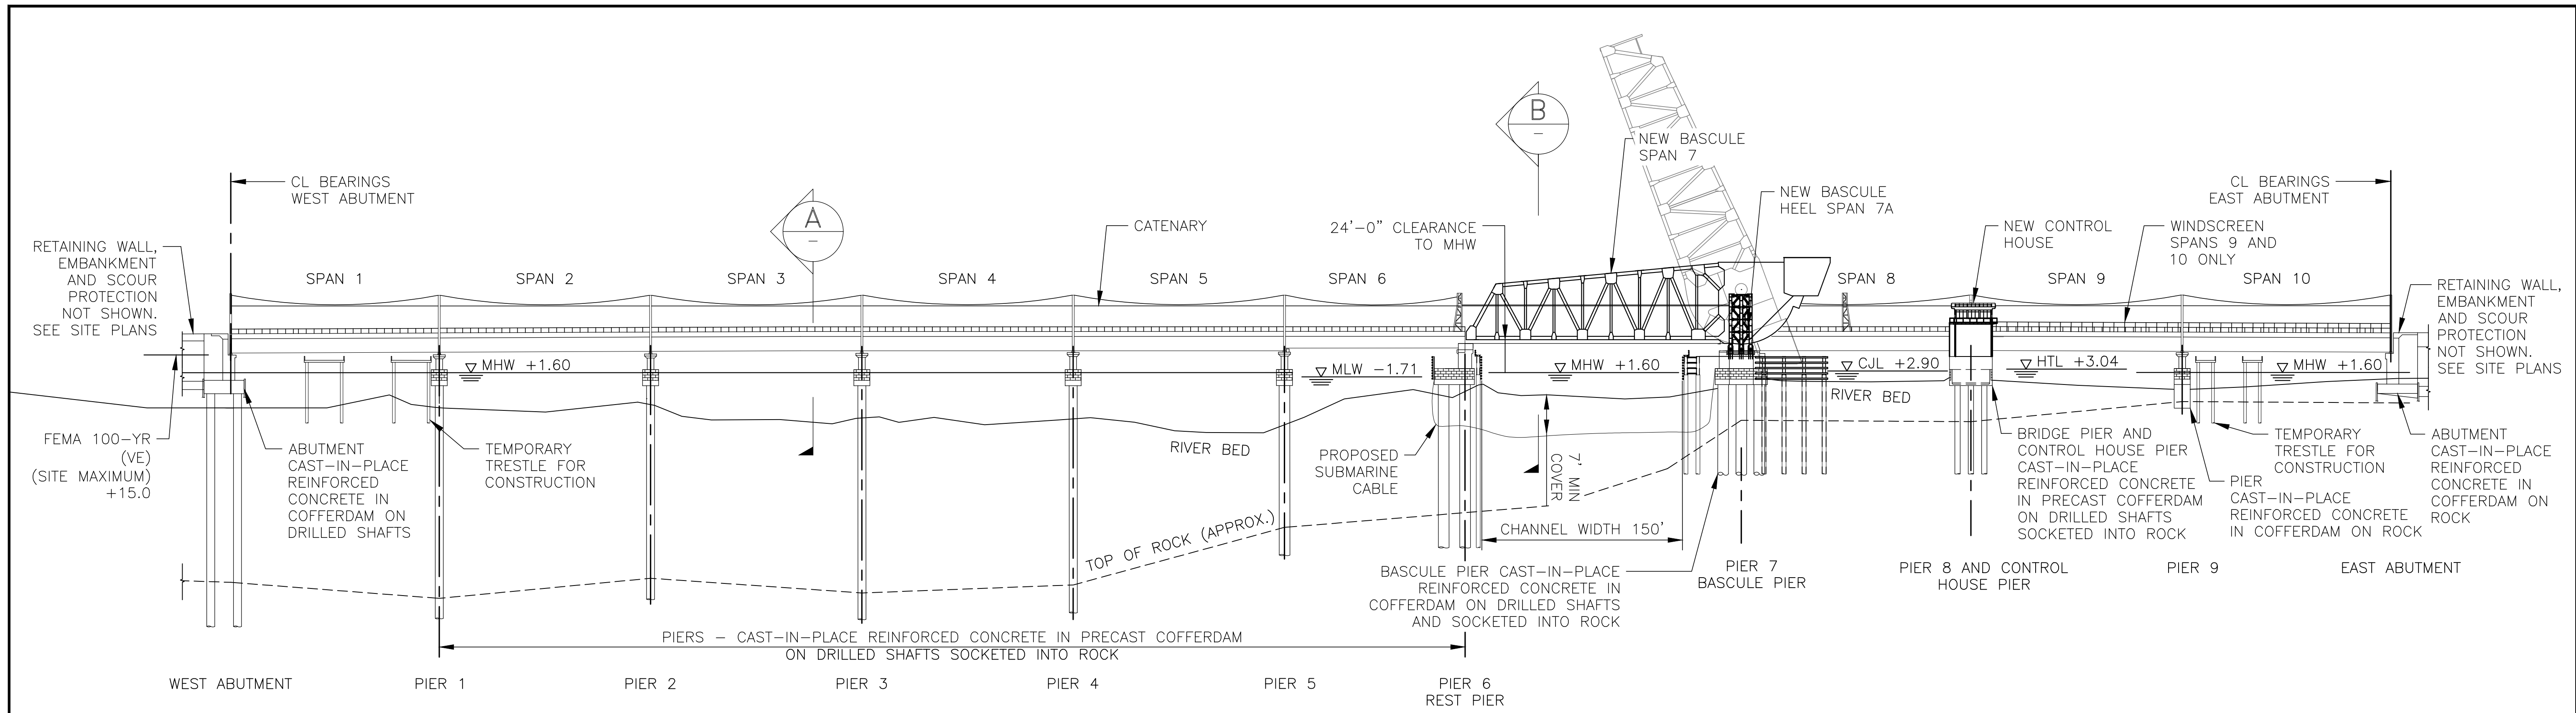 CL BEARINGS
WEST ABUTMENT
RETAINING WALL,
EMBANKMENT
AND SCOUR
PROTECTION
NOT SHOWN.
SEE SITE PLANS
SPAN 1
SPAN 2
A
–
SPAN 3
SPAN 4
CATENARY
SPAN 5
SPAN 6
24'-0" CLEARANCE
TO MHW
B
–
NEW BASCULE
SPAN 7
NEW BASCULE
HEEL SPAN 7A
SPAN 8
NEW CONTROL
HOUSE
SPAN 9
WINDSCREEN
SPANS 9 AND
10 ONLY
SPAN 10
CL BEARINGS
EAST ABUTMENT
RETAINING WALL,
EMBANKMENT
AND SCOUR
PROTECTION
NOT SHOWN.
SEE SITE PLANS
MHW +1.60
MLW -1.71
MHW +1.60
CJL +2.90
HTL +3.04
MHW +1.60
FEMA 100-YR
(VE)
(SITE MAXIMUM)
+15.0
ABUTMENT
CAST-IN-PLACE
REINFORCED
CONCRETE IN
COFFERDAM ON
DRILLED SHAFTS
TEMPORARY
TRESTLE FOR
CONSTRUCTION
RIVER BED
PROPOSED
SUBMARINE
CABLE
7' MIN
COVER
RIVER BED
BRIDGE PIER AND
CONTROL HOUSE PIER
CAST-IN-PLACE
REINFORCED CONCRETE
IN PRECAST COFFERDAM
ON DRILLED SHAFTS
SOCKETED INTO ROCK
PIER
CAST-IN-PLACE
REINFORCED CONCRETE
IN COFFERDAM ON ROCK
TEMPORARY
TRESTLE FOR
CONSTRUCTION
ABUTMENT
CAST-IN-PLACE
REINFORCED
CONCRETE IN
COFFERDAM ON
ROCK
TOP OF ROCK (APPROX.)
CHANNEL WIDTH 150'
BASCULE PIER CAST-IN-PLACE
REINFORCED CONCRETE IN
COFFERDAM ON DRILLED SHAFTS
AND SOCKETED INTO ROCK
PIERS - CAST-IN-PLACE REINFORCED CONCRETE IN PRECAST COFFERDAM
ON DRILLED SHAFTS SOCKETED INTO ROCK
WEST ABUTMENT
PIER 1
PIER 2
PIER 3
PIER 4
PIER 5
PIER 6
REST PIER
PIER 7
BASCULE PIER
PIER 8 AND CONTROL
HOUSE PIER
PIER 9
EAST ABUTMENT